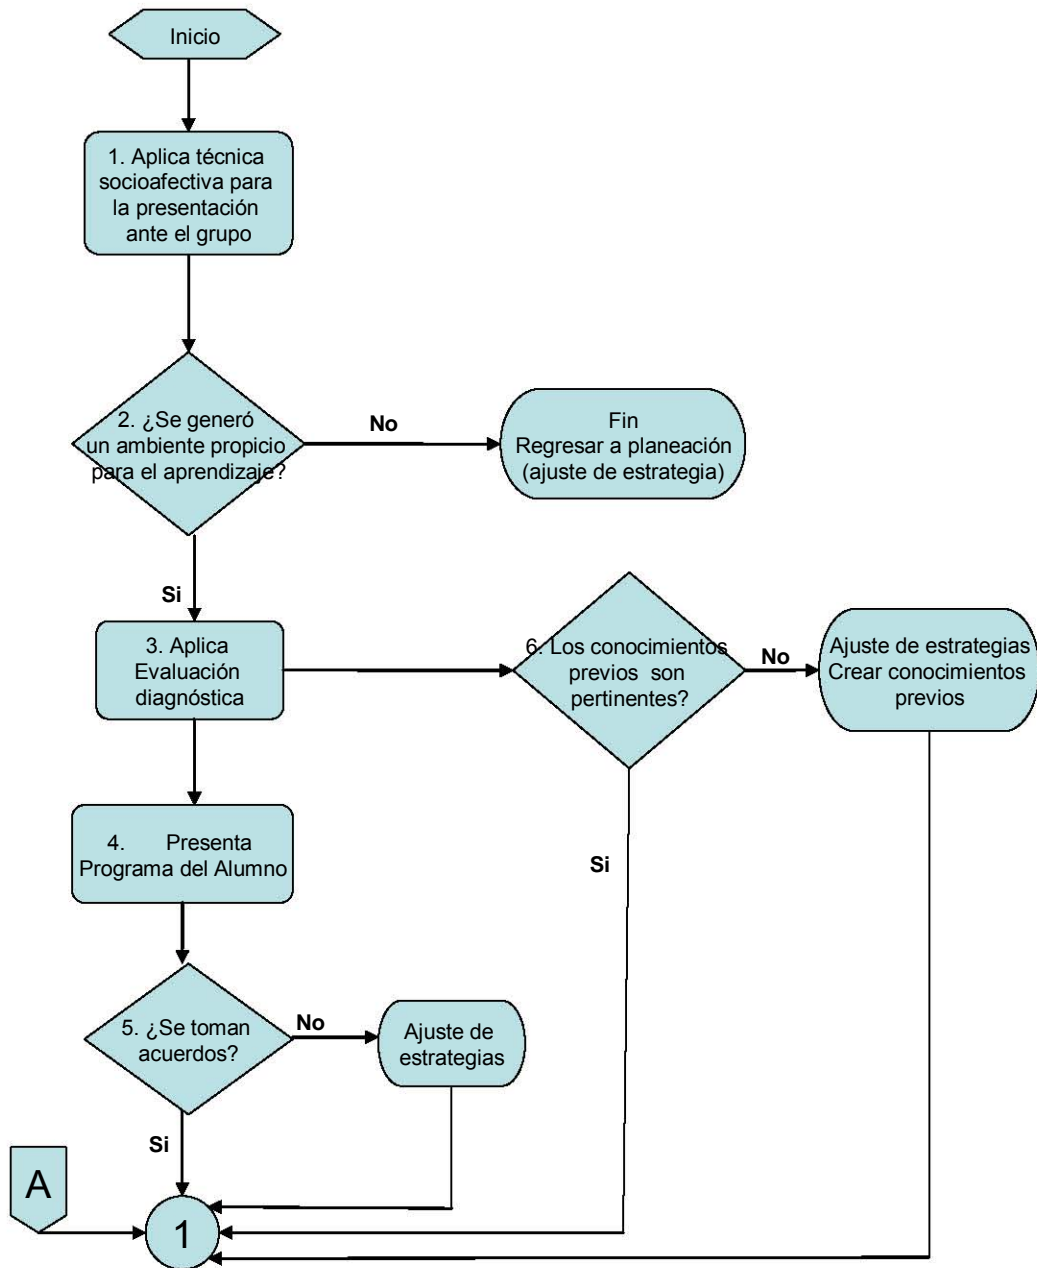 Inicio
1. Aplica técnica
socioafectiva para
la presentación
ante el grupo
2. ¿Se generó
un ambiente propicio
para el aprendizaje?
No
Fin
Regresar a planeación
(ajuste de estrategia)
Si
3. Aplica
Evaluación
diagnóstica
6. Los conocimientos
previos son
pertinentes?
No
Ajuste de estrategias
Crear conocimientos
previos
4. Presenta
Programa del Alumno
Si
5. ¿Se toman
acuerdos?
No
Ajuste de
estrategias
Si
A
1